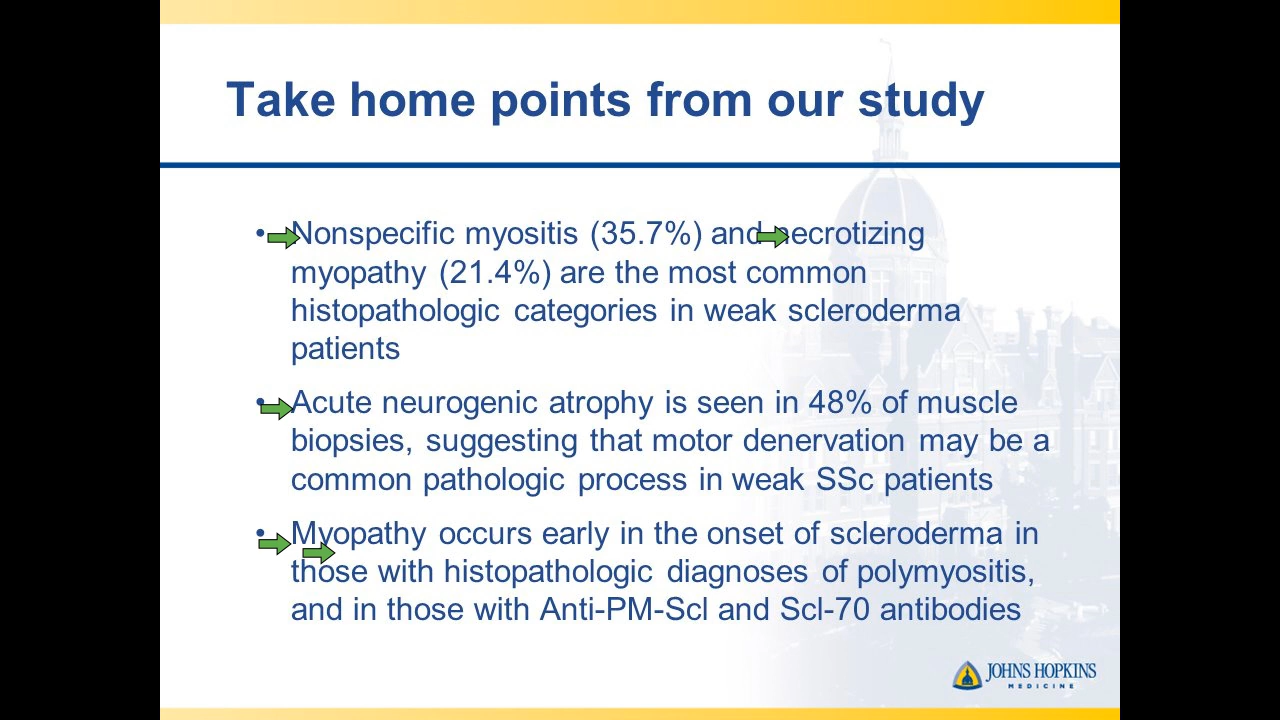 Take home points from our study
• Nonspecific myositis (35.7%) and necrotizing
myopathy (21.4%) are the most common
histopathologic categories in weak scleroderma
patients
• Acute neurogenic atrophy is seen in 48% of muscle
biopsies, suggesting that motor denervation may be a
common pathologic process in weak SSc patients
• Myopathy occurs early in the onset of scleroderma in
those with histopathologic diagnoses of polymyositis,
and in those with Anti-PM-Scl and Scl-70 antibodies
JOHNS HOPKINS
MEDICINE